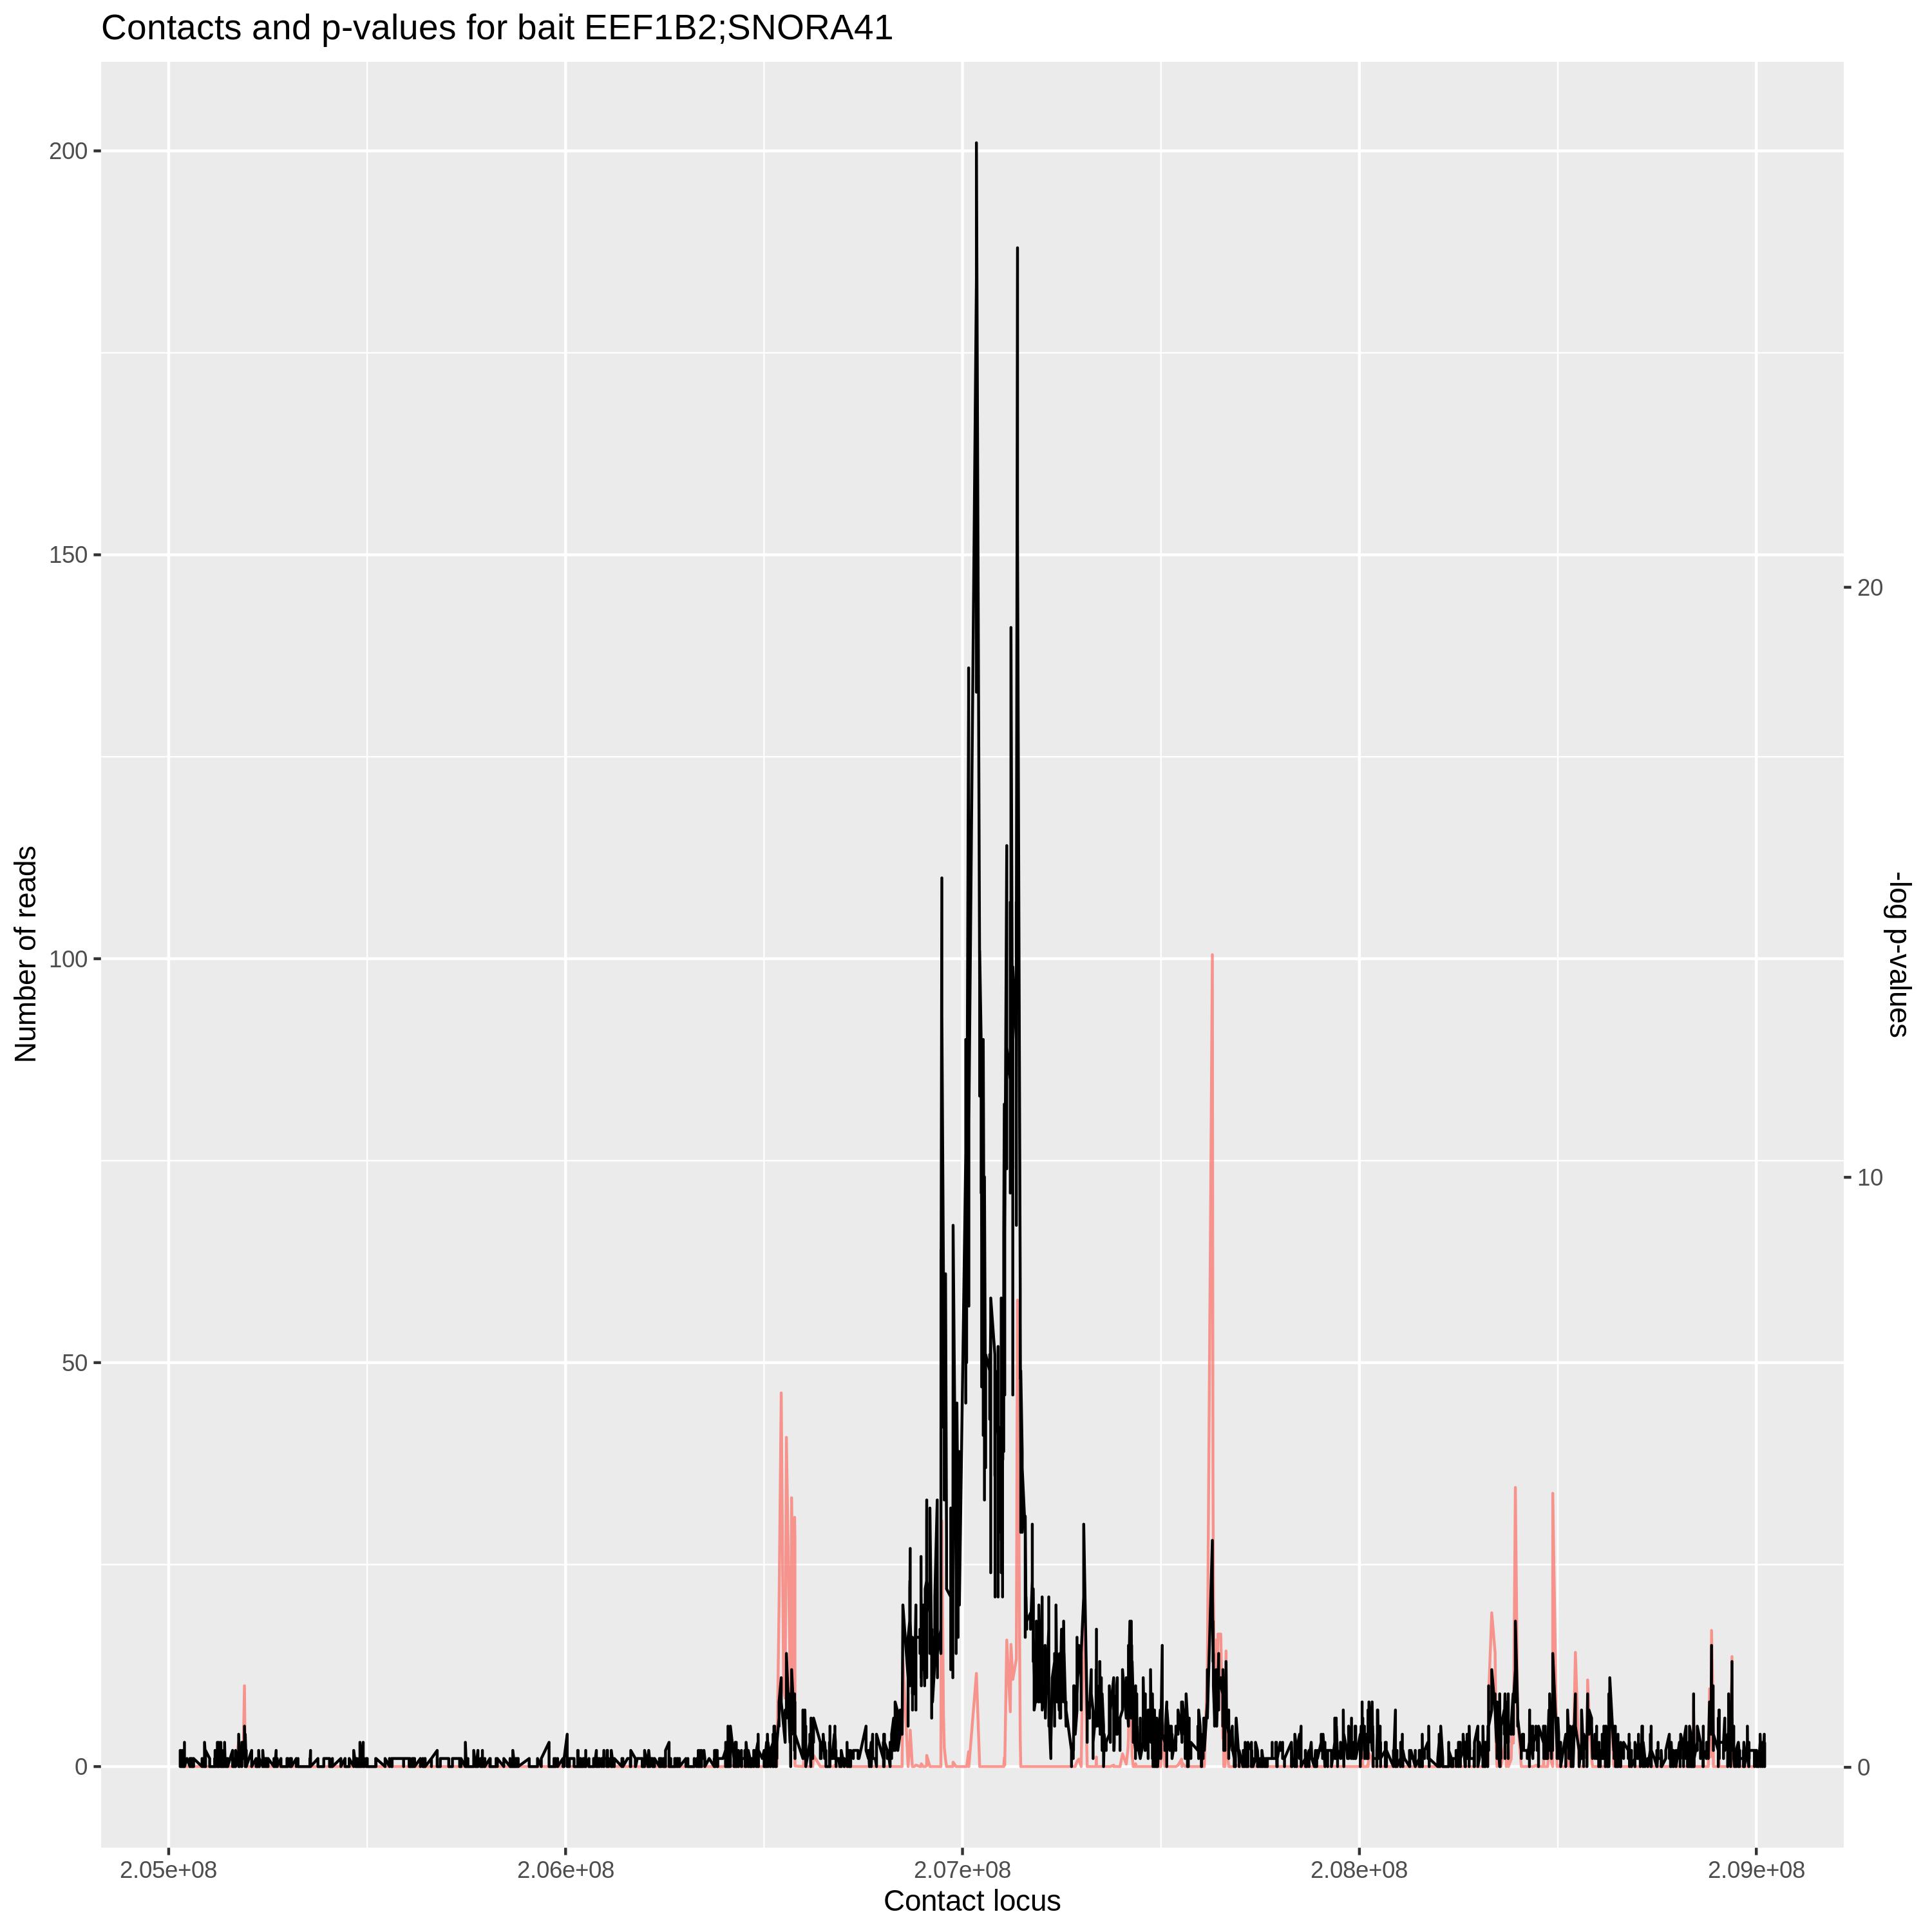 Contacts and p-values for bait EEF1B2;SNORA41
200
150
100
50
0
Number of reads
20
10
0
-log p-values
2.05e+08
2.06e+08
2.07e+08
2.08e+08
2.09e+08
Contact locus